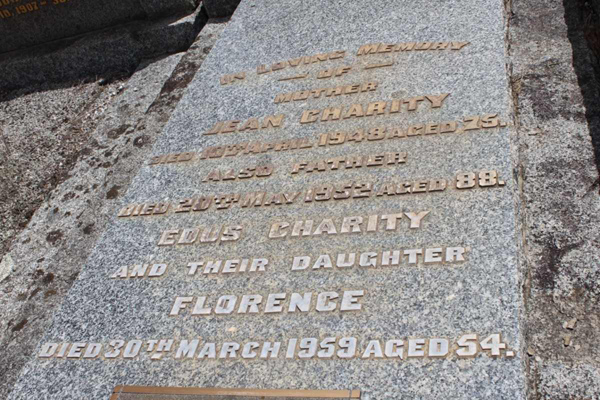 IN LOVING MEMORY
OF
MOTHER
JEAN CHARITY
DIED 10TH APRIL 1948 AGED 75.
ALSO FATHER
DIED 20TH MAY 1952 AGED 88.
EDUS CHARITY
AND THEIR DAUGHTER
FLORENCE
DIED 30TH MARCH 1959 AGED 54.